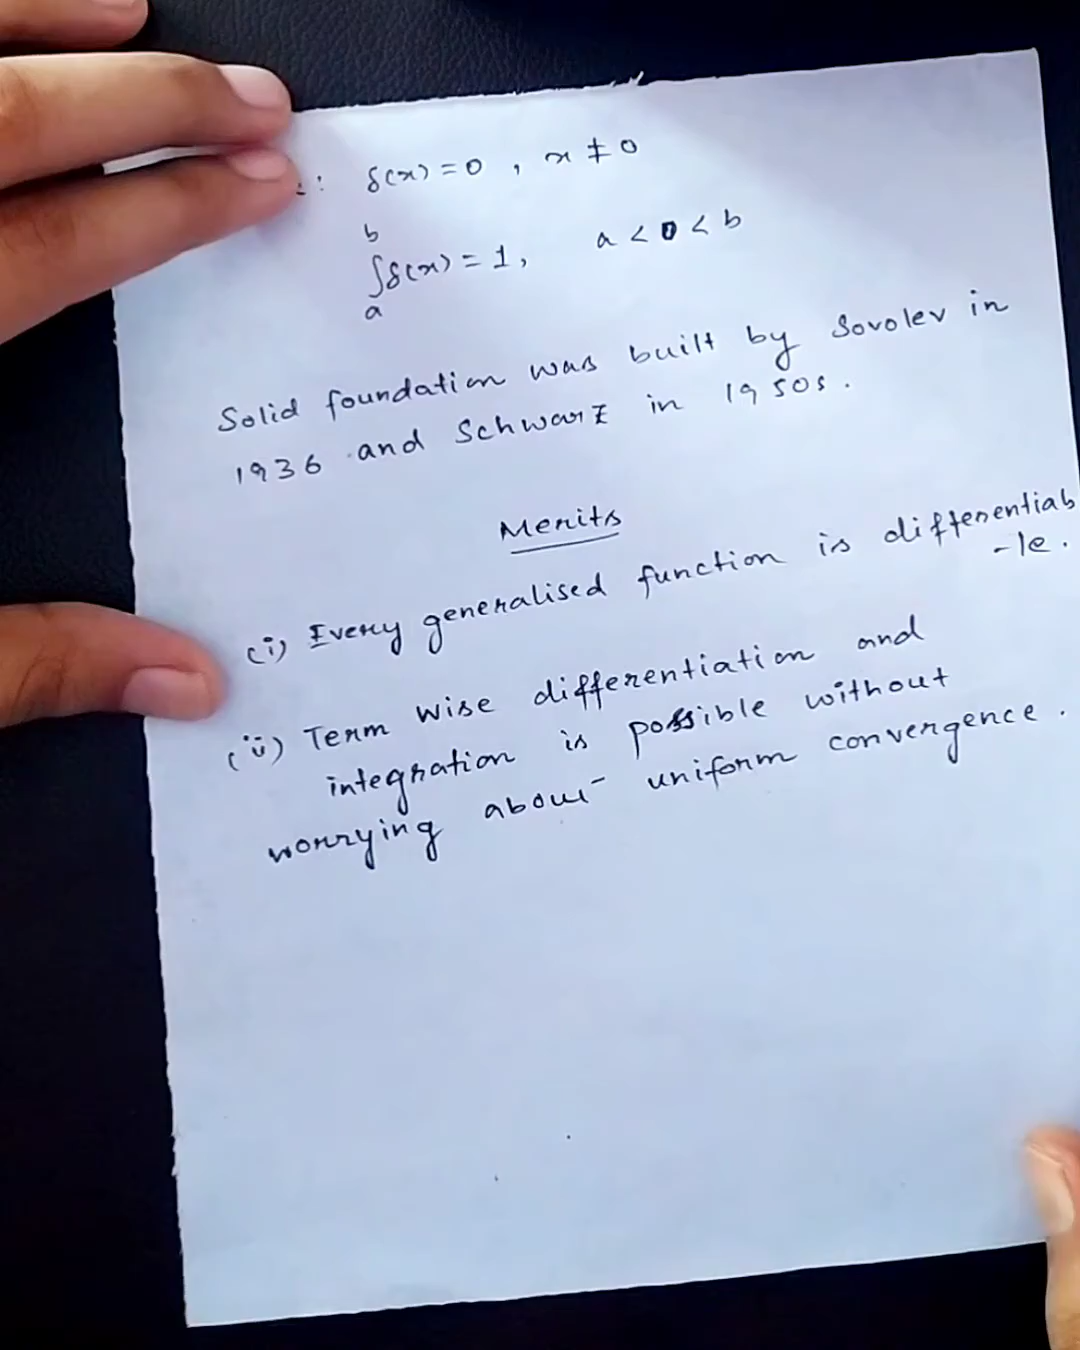 : δ(x) = 0 , x ≠ 0
b
∫δ(x) = 1, a < 0 < b
a
Solid foundation was built by Sovolev in
1936 and Schwarz in 1950s.
Merits
(i) Every generalised function is differentiab
-le.
(ii) Term wise differentiation and
integration is possible without
worrying about uniform convergence.